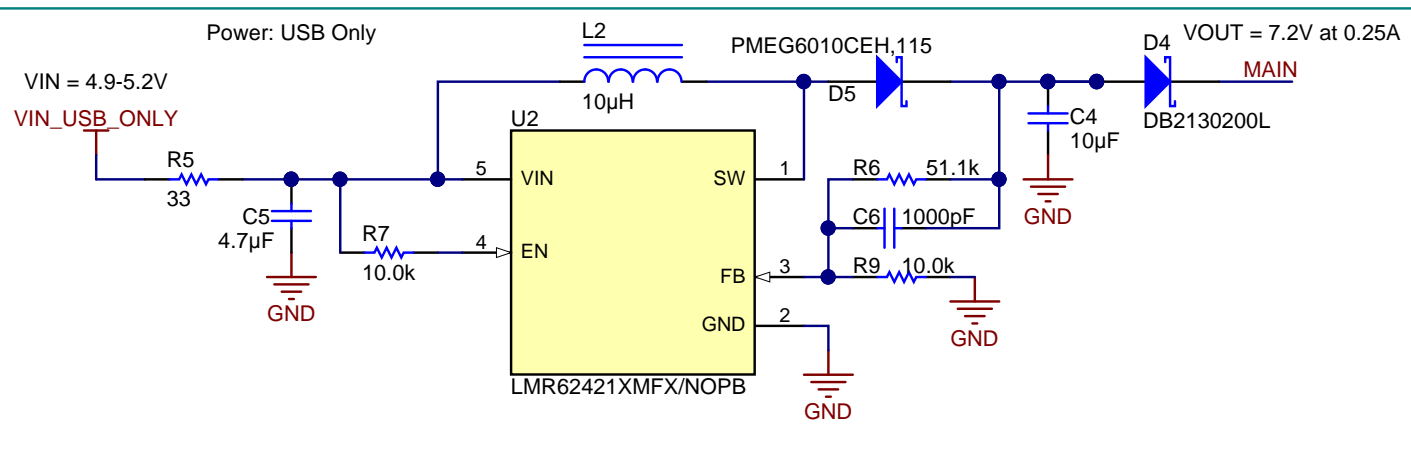 Power: USB Only
L2
10µH
PMEG6010CEH,115
D5
D4
VOUT = 7.2V at 0.25A
MAIN
DB2130200L
VIN = 4.9-5.2V
VIN_USB_ONLY
R5
33
C5
4.7µF
GND
R7
10.0k
U2
5
VIN
4
EN
SW
1
FB
3
GND
2
LMR62421XMFX/NOPB
GND
R6
51.1k
C6
1000pF
R9
10.0k
GND
C4
10µF
GND